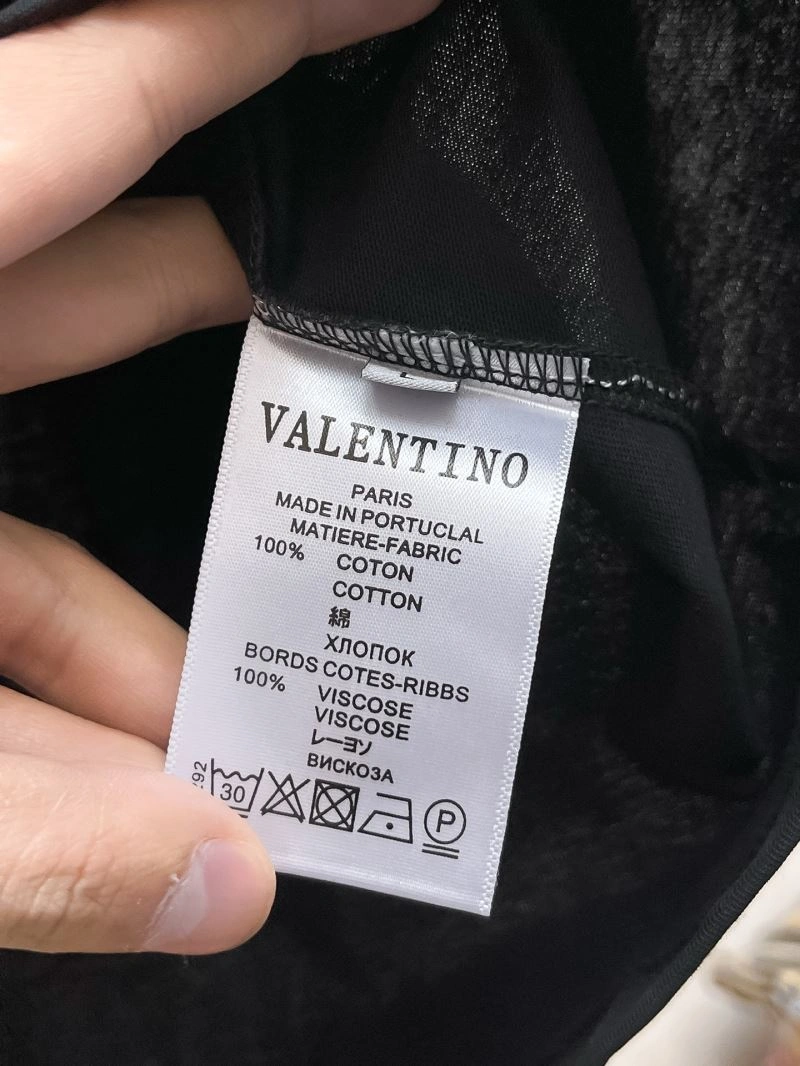 VALENTINO
PARIS
MADE IN PORTUCLAL
MATIERE-FABRIC
100% COTON
COTTON
綿
ХЛОПОК
BORDS COTES-RIBBS
100% VISCOSE
VISCOSE
レーヨン
ВИСКОЗА
30
P